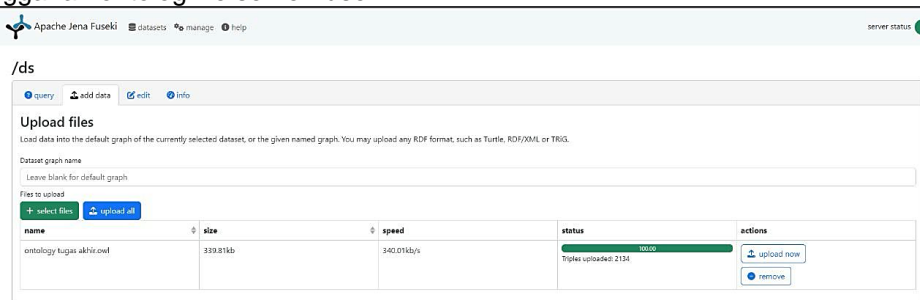 Apache Jena Fuseki datasets manage help server status
/ds
query add data edit info
Upload files
Load data into the default graph of the currently selected dataset, or the given named graph. You may upload any RDF format, such as Turtle, RDF/XML or TRiG.
Dataset graph name
Leave blank for default graph
Files to upload
+ select files upload all
name size speed status actions
ontology tugas akhir.owl 339.81kb 340.01kb/s 100.00 upload now
Triples uploaded: 2134
remove